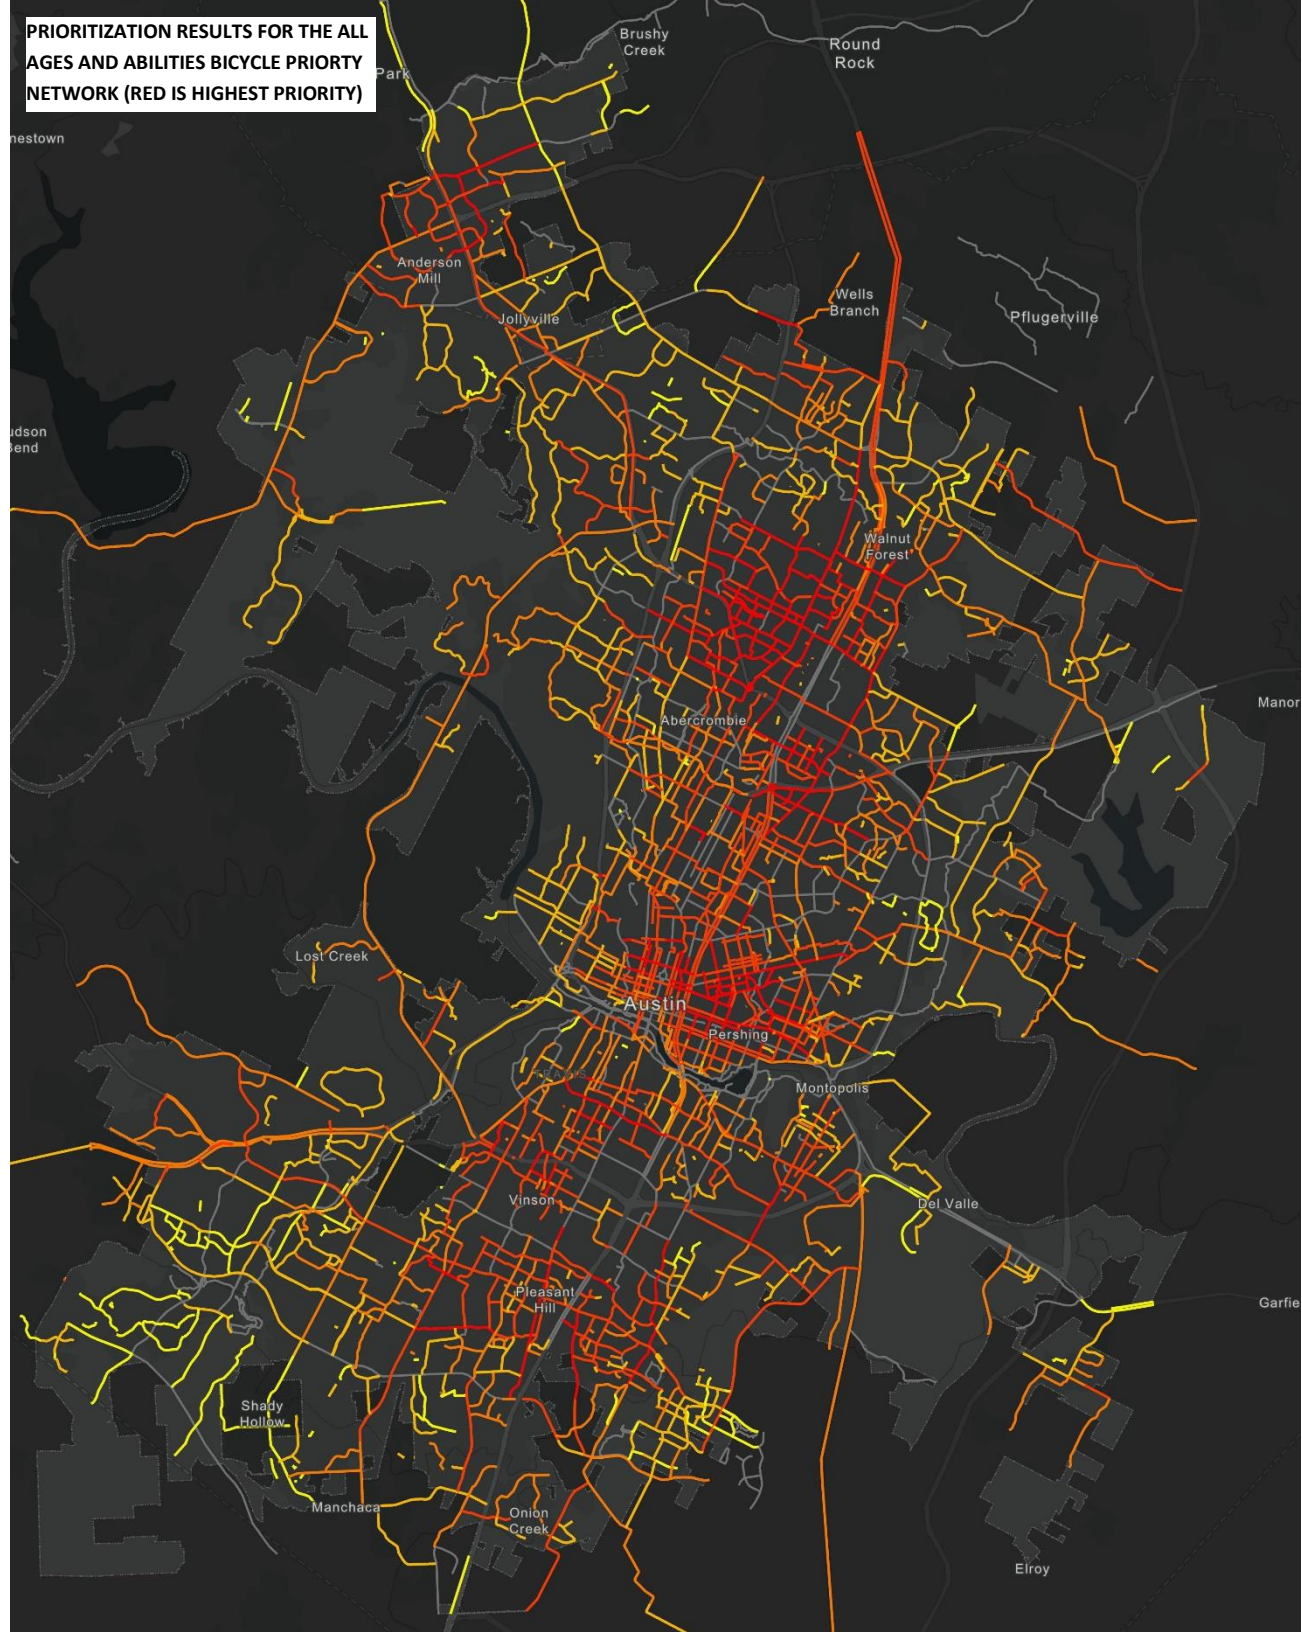 PRIORITIZATION RESULTS FOR THE ALL
AGES AND ABILITIES BICYCLE PRIORTY
NETWORK (RED IS HIGHEST PRIORITY)
Park
Brushy
Creek
Round
Rock
nestown
Anderson
Mill
Jollyville
Wells
Branch
Pflugerville
udson
Bend
Walnut
Forest
Manor
Abercrombie
Lost Creek
Austin
Pershing
TRAVIS
Montopolis
Vinson
Del Valle
Pleasant
Hill
Garfie
Shady
Hollow
Manchaca
Onion
Creek
Elroy